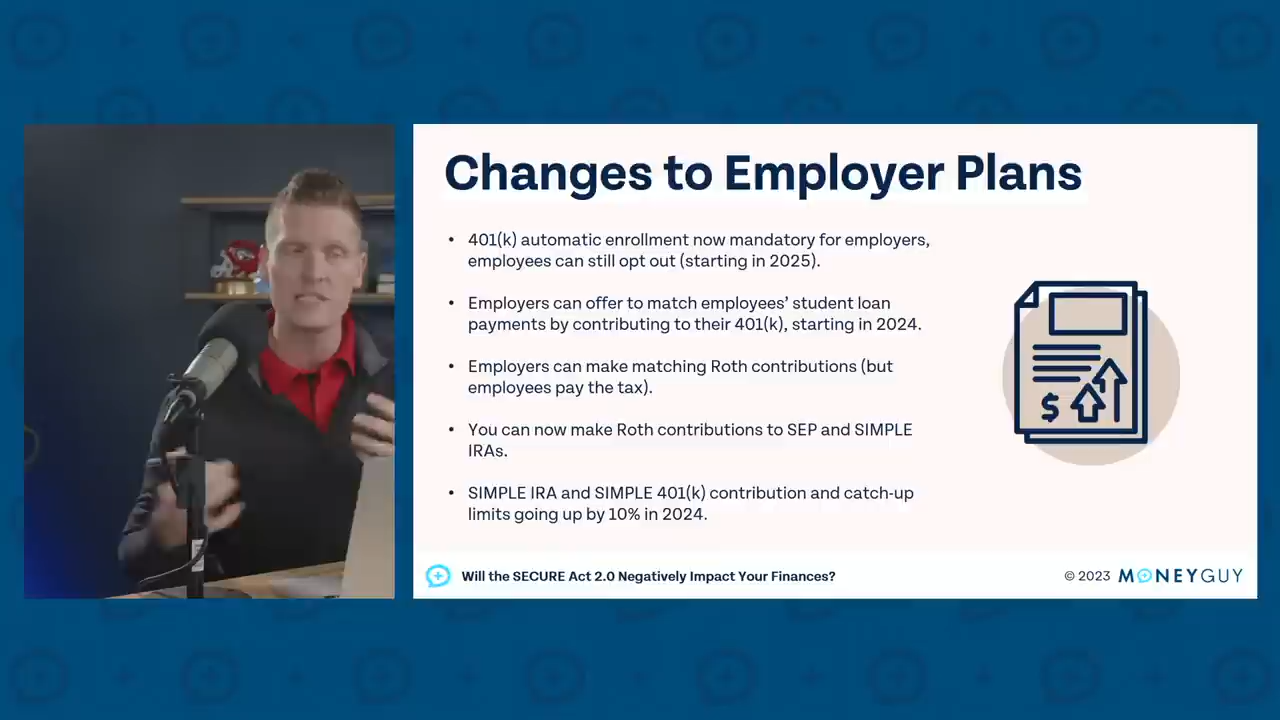 Changes to Employer Plans
• 401(k) automatic enrollment now mandatory for employers,
employees can still opt out (starting in 2025).
• Employers can offer to match employees’ student loan
payments by contributing to their 401(k), starting in 2024.
• Employers can make matching Roth contributions (but
employees pay the tax).
• You can now make Roth contributions to SEP and SIMPLE
IRAs.
• SIMPLE IRA and SIMPLE 401(k) contribution and catch-up
limits going up by 10% in 2024.
$
Will the SECURE Act 2.0 Negatively Impact Your Finances?
© 2023 MONEYGUY